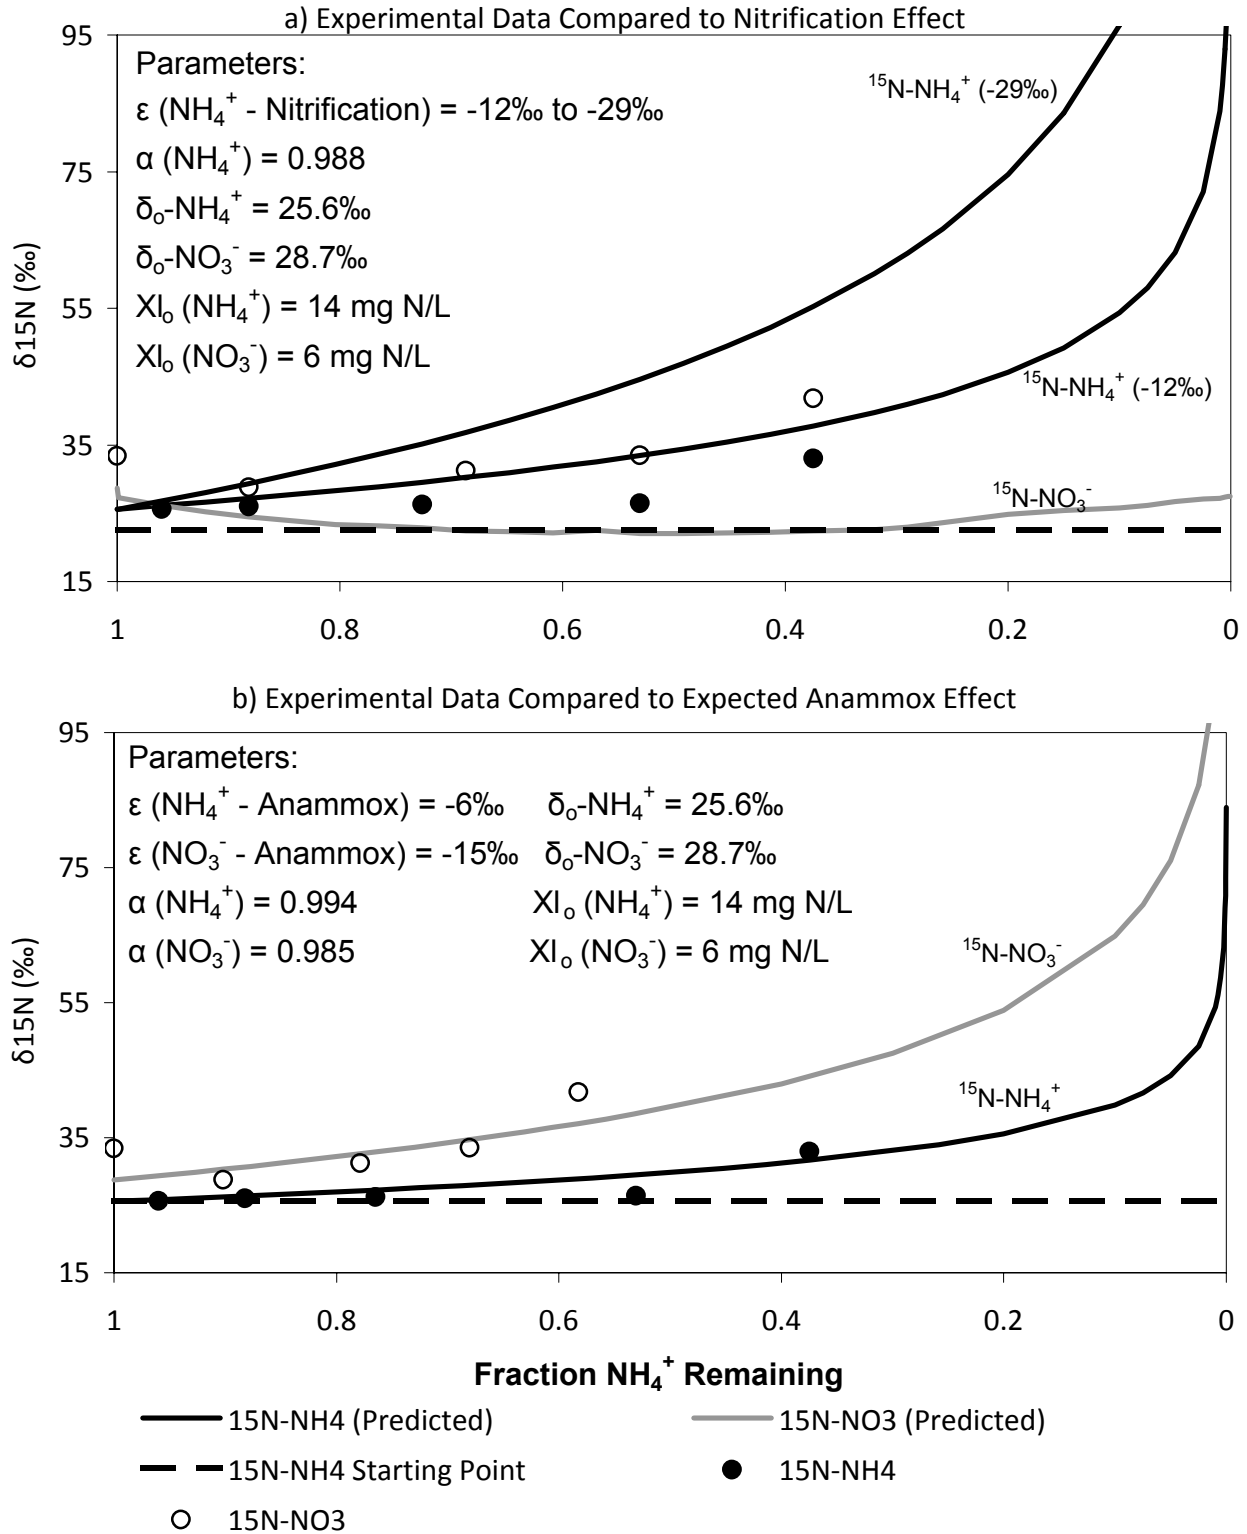 a) Experimental Data Compared to Nitrification Effect
95
Parameters:
ε (NH₄⁺ - Nitrification) = -12‰ to -29‰
¹⁵N-NH₄⁺ (-29‰)
α (NH₄⁺) = 0.988
75
δₒ-NH₄⁺ = 25.6‰
δₒ-NO₃⁻ = 28.7‰
55
Xlₒ (NH₄⁺) = 14 mg N/L
Xlₒ (NO₃⁻) = 6 mg N/L
δ15N (‰)
¹⁵N-NH₄⁺ (-12‰)
35
¹⁵N-NO₃⁻
15
1 0.8 0.6 0.4 0.2 0
b) Experimental Data Compared to Expected Anammox Effect
95
Parameters:
ε (NH₄⁺ - Anammox) = -6‰ δₒ-NH₄⁺ = 25.6‰
ε (NO₃⁻ - Anammox) = -15‰ δₒ-NO₃⁻ = 28.7‰
75
α (NH₄⁺) = 0.994 Xlₒ (NH₄⁺) = 14 mg N/L
α (NO₃⁻) = 0.985 Xlₒ (NO₃⁻) = 6 mg N/L
¹⁵N-NO₃⁻
55
δ15N (‰)
¹⁵N-NH₄⁺
35
15
1 0.8 0.6 0.4 0.2 0
Fraction NH₄⁺ Remaining
15N-NH4 (Predicted) 15N-NO3 (Predicted)
15N-NH4 Starting Point 15N-NH4
15N-NO3